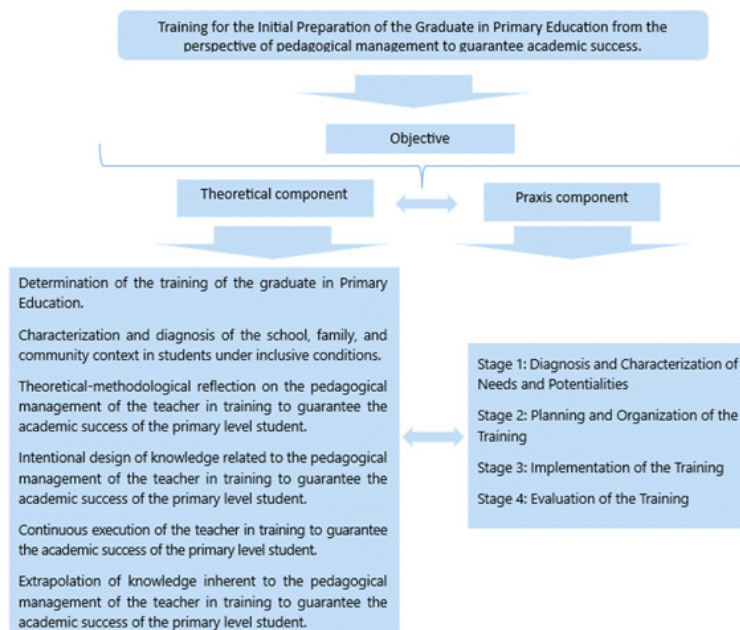 Training for the Initial Preparation of the Graduate in Primary Education from the
perspective of pedagogical management to guarantee academic success.
Objective
Theoretical component
Praxis component
Determination of the training of the graduate in Primary
Education.
Characterization and diagnosis of the school, family, and
community context in students under inclusive conditions.
Theoretical-methodological reflection on the pedagogical
management of the teacher in training to guarantee the
academic success of the primary level student.
Intentional design of knowledge related to the pedagogical
management of the teacher in training to guarantee the
academic success of the primary level student.
Continuous execution of the teacher in training to guarantee
the academic success of the primary level student.
Extrapolation of knowledge inherent to the pedagogical
management of the teacher in training to guarantee the
academic success of the primary level student.
Stage 1: Diagnosis and Characterization of
Needs and Potentialities
Stage 2: Planning and Organization of the
Training
Stage 3: Implementation of the Training
Stage 4: Evaluation of the Training